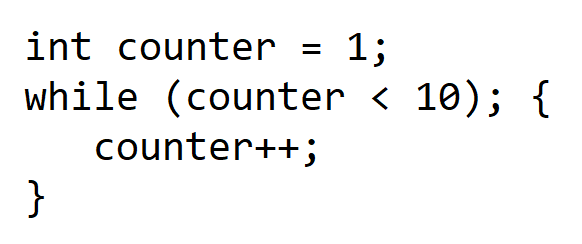 int counter = 1;
while (counter < 10); {
   counter++;
}